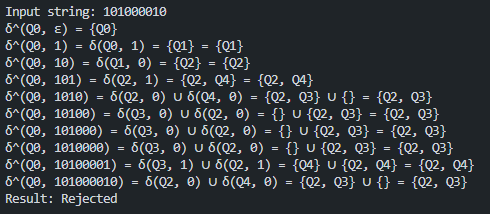 Input string: 101000010
δ^(Q0, ε) = {Q0}
δ^(Q0, 1) = δ(Q0, 1) = {Q1} = {Q1}
δ^(Q0, 10) = δ(Q1, 0) = {Q2} = {Q2}
δ^(Q0, 101) = δ(Q2, 1) = {Q2, Q4} = {Q2, Q4}
δ^(Q0, 1010) = δ(Q2, 0) ∪ δ(Q4, 0) = {Q2, Q3} ∪ {} = {Q2, Q3}
δ^(Q0, 10100) = δ(Q3, 0) ∪ δ(Q2, 0) = {} ∪ {Q2, Q3} = {Q2, Q3}
δ^(Q0, 101000) = δ(Q3, 0) ∪ δ(Q2, 0) = {} ∪ {Q2, Q3} = {Q2, Q3}
δ^(Q0, 1010000) = δ(Q3, 0) ∪ δ(Q2, 0) = {} ∪ {Q2, Q3} = {Q2, Q3}
δ^(Q0, 10100001) = δ(Q3, 1) ∪ δ(Q2, 1) = {Q4} ∪ {Q2, Q4} = {Q2, Q4}
δ^(Q0, 101000010) = δ(Q2, 0) ∪ δ(Q4, 0) = {Q2, Q3} ∪ {} = {Q2, Q3}
Result: Rejected